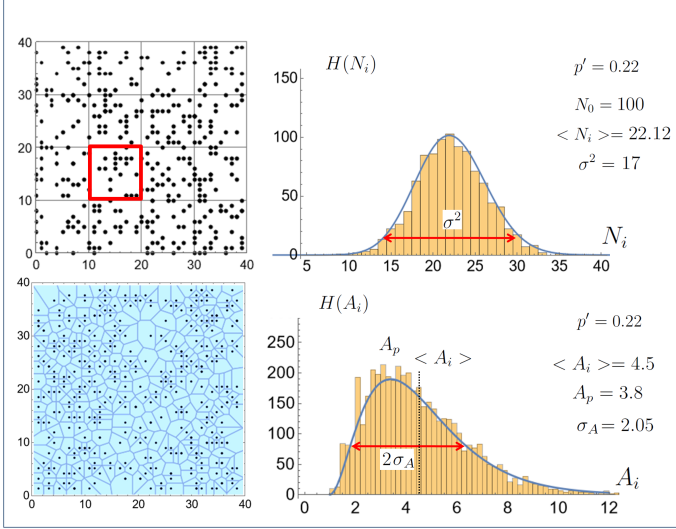 40
30
20
10
0
0 10 20 30 40
H(N_i)
150
100
50
0
5 10 15 20 25 30 35 40
σ²
N_i
p′ = 0.22
N_0 = 100
< N_i >= 22.12
σ² = 17
40
30
20
10
0
0 10 20 30 40
H(A_i)
250
200
150
100
50
0
0 2 4 6 8 10 12
A_p < A_i >
2σ_A
A_i
p′ = 0.22
< A_i >= 4.5
A_p = 3.8
σ_A = 2.05